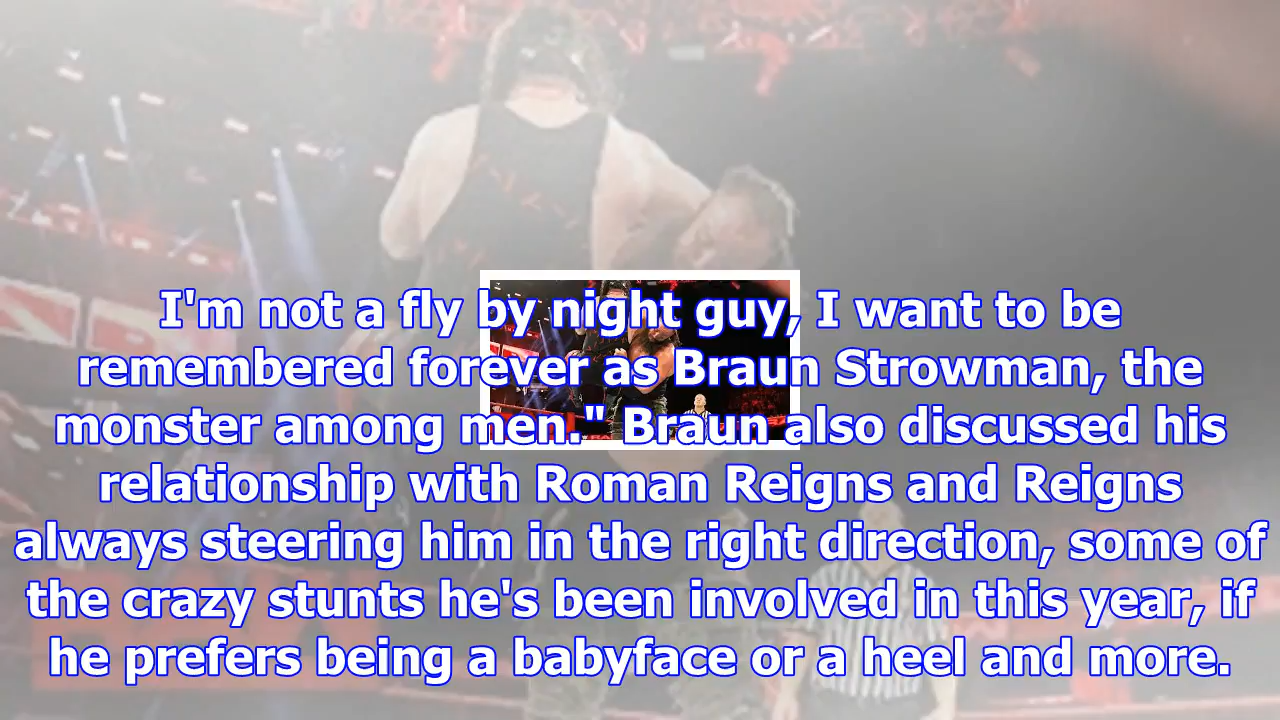 I'm not a fly by night guy, I want to be
remembered forever as Braun Strowman, the
monster among men." Braun also discussed his
relationship with Roman Reigns and Reigns
always steering him in the right direction, some of
the crazy stunts he's been involved in this year, if
he prefers being a babyface or a heel and more.